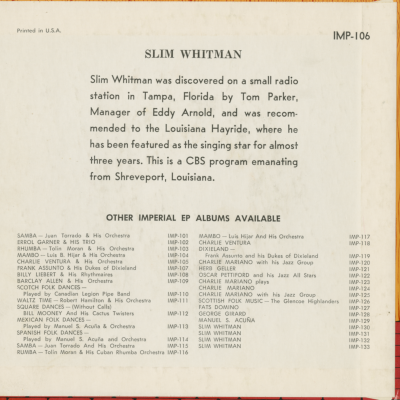 Printed in U.S.A.
IMP-106
SLIM WHITMAN
Slim Whitman was discovered on a small radio
station in Tampa, Florida by Tom Parker,
Manager of Eddy Arnold, and was recom-
mended to the Louisiana Hayride, where he
has been featured as the singing star for almost
three years. This is a CBS program emanating
from Shreveport, Louisiana.
OTHER IMPERIAL EP ALBUMS AVAILABLE
SAMBA — Juan Torrado & His Orchestra IMP-101
ERROL GARNER & HIS TRIO IMP-102
RHUMBA — Tolin Moran & His Orchestra IMP-103
MAMBO — Luis B. Hijar & His Orchestra IMP-104
CHARLIE VENTURA & His Orchestra IMP-105
FRANK ASSUNTO & His Dukes of Dixieland IMP-107
BILLY LIEBERT & His Rhythmaires IMP-108
BARCLAY ALLEN & His Orchestra IMP-109
SCOTCH FOLK DANCES—
Played by Canadian Legion Pipe Band IMP-110
WALTZ TIME — Robert Hamilton & His Orchestra IMP-111
SQUARE DANCES — (Without Calls)
BILL MOONEY And His Cactus Twisters IMP-112
MEXICAN FOLK DANCES—
Played by Manuel S. Acuña & Orchestra IMP-113
SPANISH FOLK DANCES—
Played by Manuel S. Acuña and Orchestra IMP-114
SAMBA — Juan Torrado And His Orchestra IMP-115
RUMBA — Tolin Moran & His Cuban Rhumba Orchestra IMP-116
MAMBO — Luis Hijar And His Orchestra IMP-117
CHARLIE VENTURA IMP-118
DIXIELAND —
Frank Assunto and his Dukes of Dixieland IMP-119
CHARLIE MARIANO with his Jazz Group IMP-120
HERB GELLER IMP-121
OSCAR PETTIFORD and his Jazz All Stars IMP-122
CHARLIE MARIANO plays IMP-123
CHARLIE MARIANO IMP-124
CHARLIE MARIANO with his Jazz Group IMP-125
SCOTTISH FOLK MUSIC — The Glenrose Highlanders IMP-126
FATS DOMINO IMP-127
GEORGE GIRARD IMP-128
MANUEL S. ACUÑA IMP-129
SLIM WHITMAN IMP-130
SLIM WHITMAN IMP-131
SLIM WHITMAN IMP-132
SLIM WHITMAN IMP-133